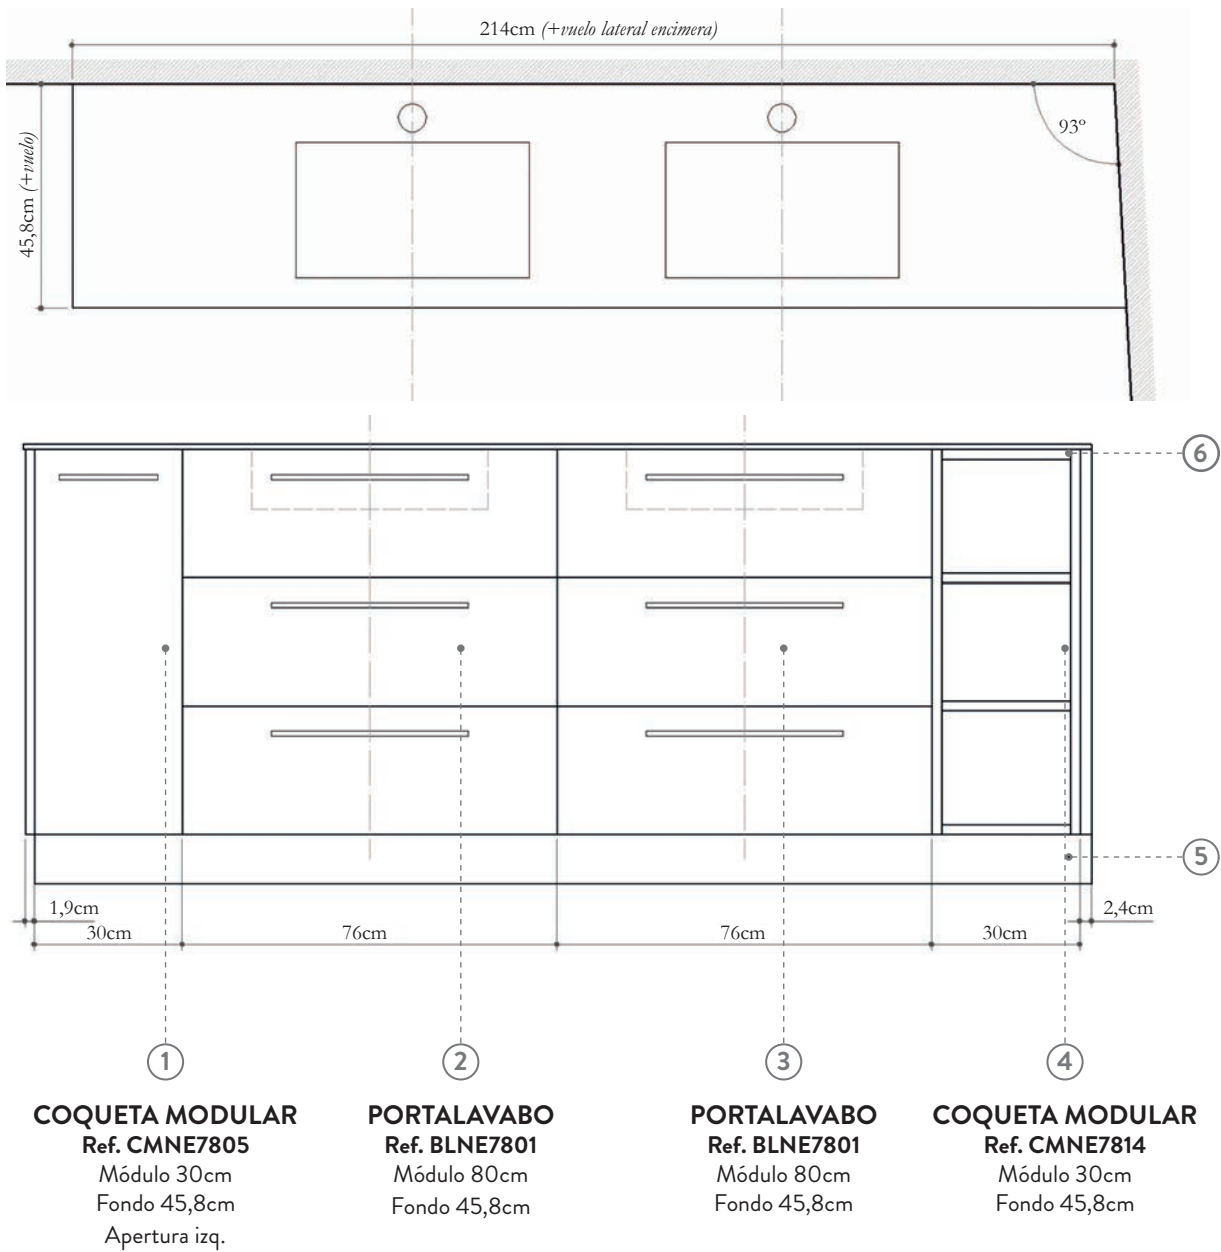 214cm (+vuelo lateral encimera)
45,8cm (+vuelo)
93º
6
5
1,9cm
2,4cm
30cm
76cm
76cm
30cm
1
2
3
4
COQUETA MODULAR
Ref. CMNE7805
Módulo 30cm
Fondo 45,8cm
Apertura izq.
PORTALAVABO
Ref. BLNE7801
Módulo 80cm
Fondo 45,8cm
PORTALAVABO
Ref. BLNE7801
Módulo 80cm
Fondo 45,8cm
COQUETA MODULAR
Ref. CMNE7814
Módulo 30cm
Fondo 45,8cm